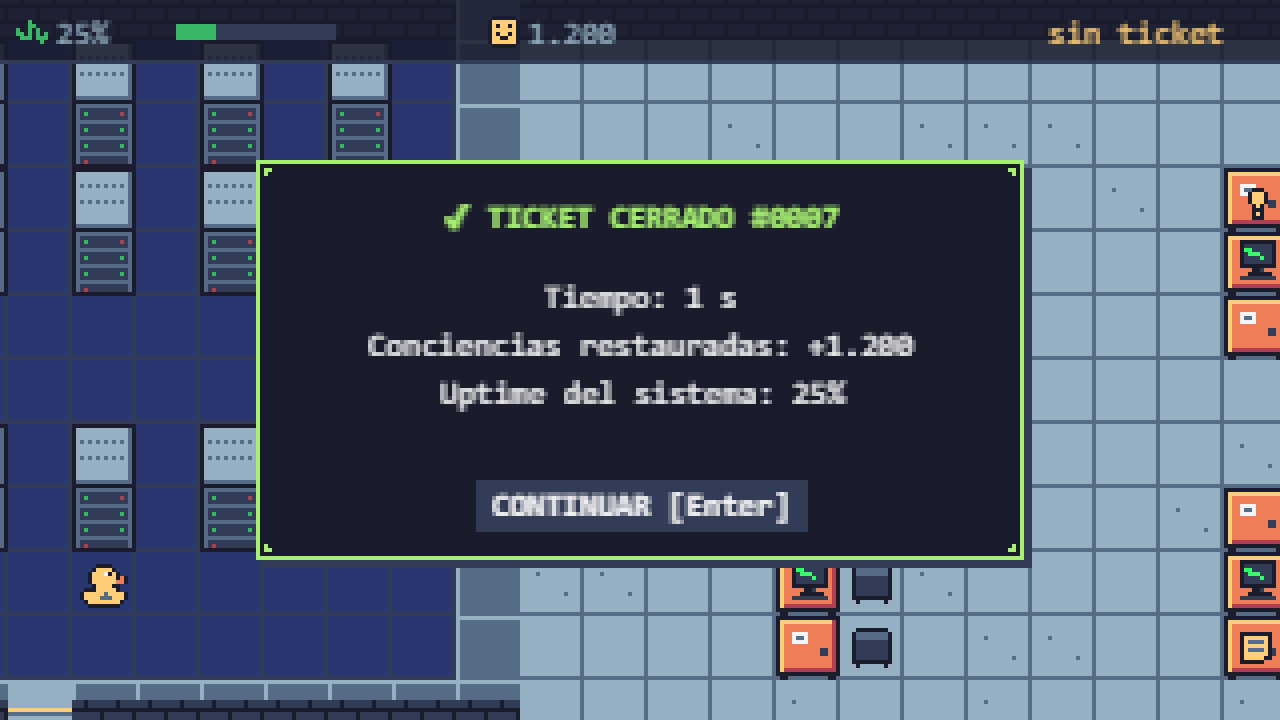 25%
1.200
sin ticket
✓ TICKET CERRADO #0007
Tiempo: 1 s
Conciencias restauradas: +1.200
Uptime del sistema: 25%
CONTINUAR [Enter]